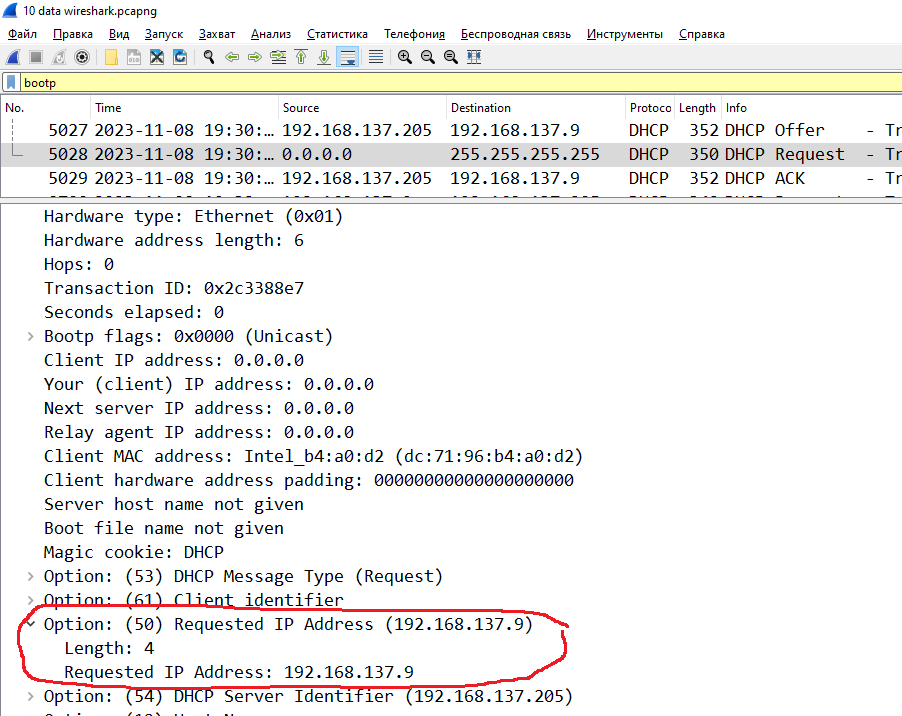 10 data wireshark.pcapng
Файл Правка Вид Запуск Захват Анализ Статистика Телефония Беспроводная связь Инструменты Справка
bootp
No. Time Source Destination Protoco Length Info
5027 2023-11-08 19:30:… 192.168.137.205 192.168.137.9 DHCP 352 DHCP Offer - Tr
5028 2023-11-08 19:30:… 0.0.0.0 255.255.255.255 DHCP 350 DHCP Request - Tr
5029 2023-11-08 19:30:… 192.168.137.205 192.168.137.9 DHCP 352 DHCP ACK - Tr
Hardware type: Ethernet (0x01)
Hardware address length: 6
Hops: 0
Transaction ID: 0x2c3388e7
Seconds elapsed: 0
Bootp flags: 0x0000 (Unicast)
Client IP address: 0.0.0.0
Your (client) IP address: 0.0.0.0
Next server IP address: 0.0.0.0
Relay agent IP address: 0.0.0.0
Client MAC address: Intel_b4:a0:d2 (dc:71:96:b4:a0:d2)
Client hardware address padding: 00000000000000000000
Server host name not given
Boot file name not given
Magic cookie: DHCP
Option: (53) DHCP Message Type (Request)
Option: (61) Client identifier
Option: (50) Requested IP Address (192.168.137.9)
Length: 4
Requested IP Address: 192.168.137.9
Option: (54) DHCP Server Identifier (192.168.137.205)